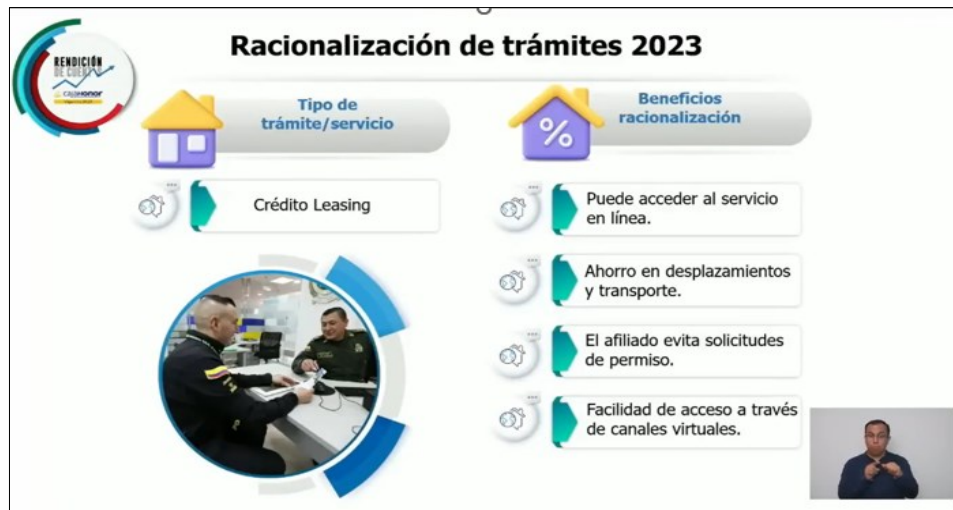 Racionalización de trámites 2023
RENDICIÓN
DE CUENTAS
CAJAHONOR
Tipo de
trámite/servicio
Crédito Leasing
Beneficios
racionalización
Puede acceder al servicio
en línea.
Ahorro en desplazamientos
y transporte.
El afiliado evita solicitudes
de permiso.
Facilidad de acceso a través
de canales virtuales.